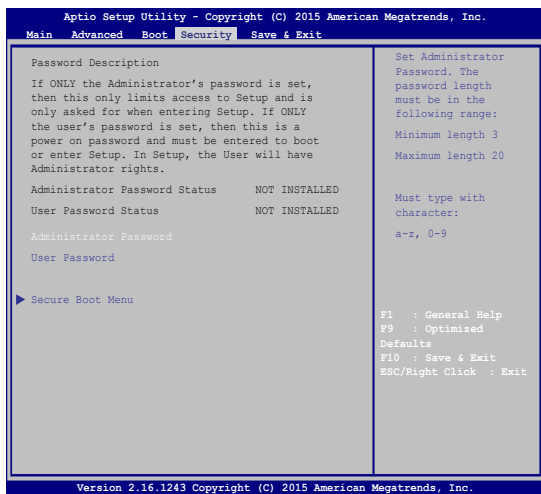 Aptio Setup Utility - Copyright (C) 2015 American Megatrends, Inc.
Main Advanced Boot Security Save & Exit
Password Description
If ONLY the Administrator's password is set,
then this only limits access to Setup and is
only asked for when entering Setup. If ONLY
the user's password is set, then this is a
power on password and must be entered to boot
or enter Setup. In Setup, the User will have
Administrator rights.
Administrator Password Status NOT INSTALLED
User Password Status NOT INSTALLED
Administrator Password
User Password
Secure Boot Menu
Set Administrator
Password. The
password length
must be in the
following range:
Minimum length 3
Maximum length 20
Must type with
character:
a-z, 0-9
F1 : General Help
F9 : Optimized
Defaults
F10 : Save & Exit
ESC/Right Click : Exit
Version 2.16.1243 Copyright (C) 2015 American Megatrends, Inc.